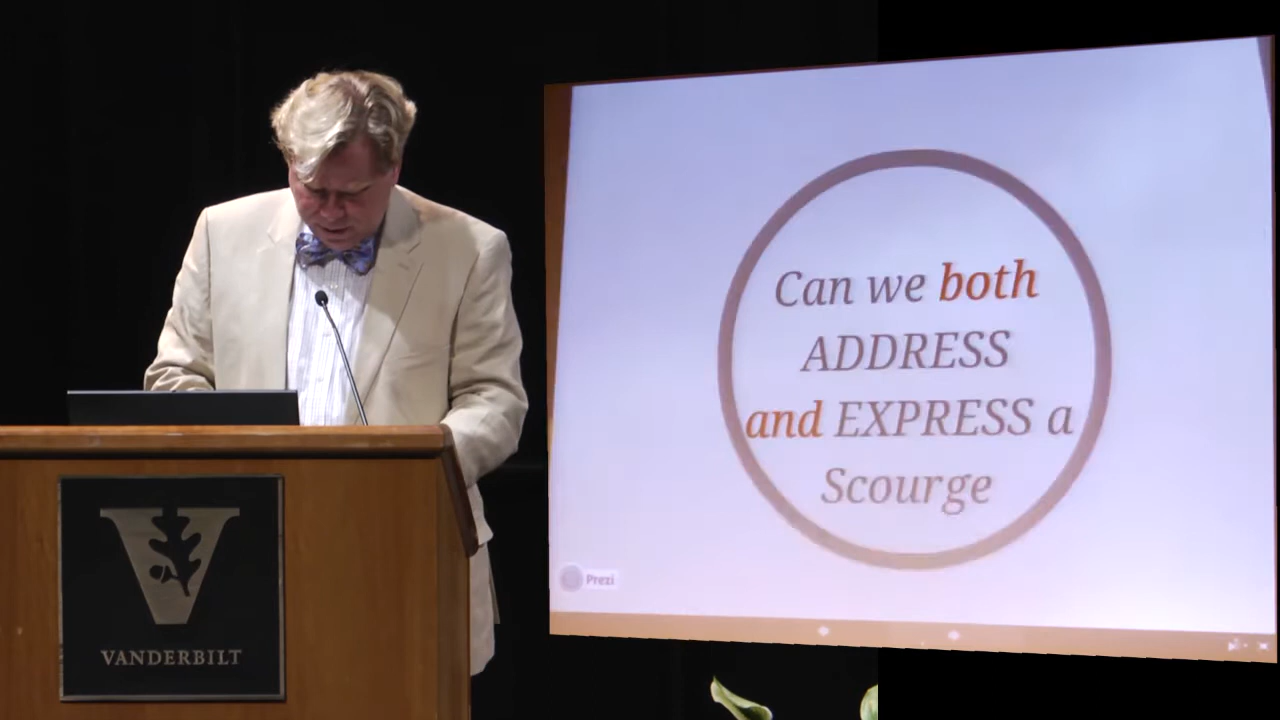 Can we both
ADDRESS
and EXPRESS a
Scourge
Prezi
VANDERBILT